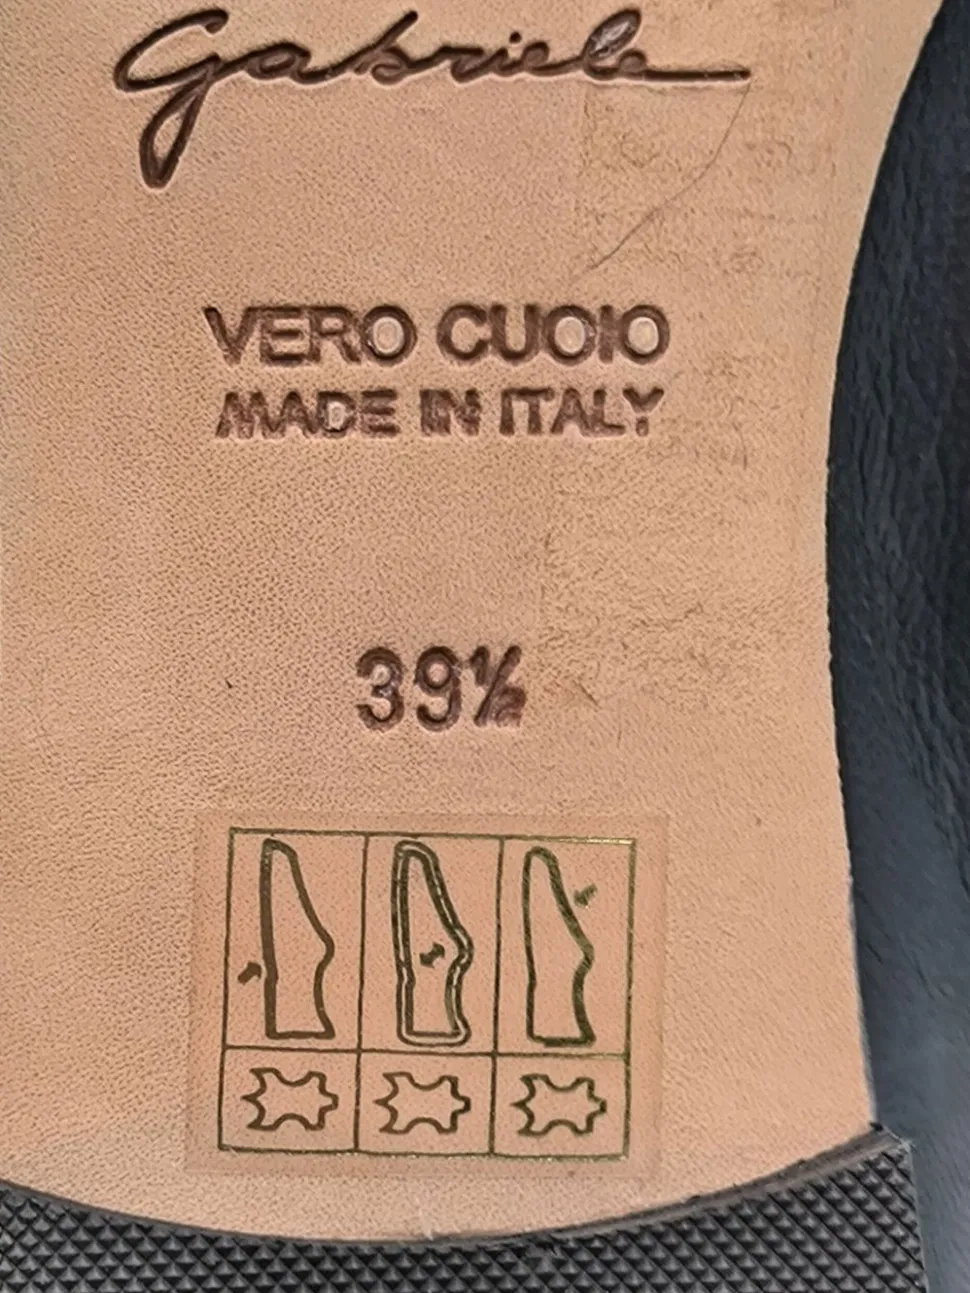 Gabriele
VERO CUOIO
MADE IN ITALY
39½